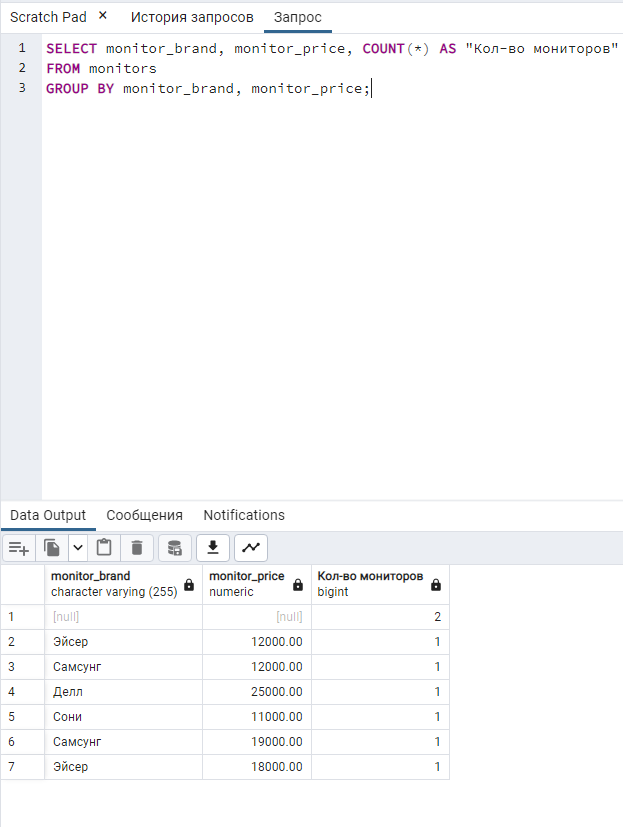 Scratch Pad × История запросов Запрос
1 SELECT monitor_brand, monitor_price, COUNT(*) AS "Кол-во мониторов"
2 FROM monitors
3 GROUP BY monitor_brand, monitor_price;
Data Output Сообщения Notifications
monitor_brand monitor_price Кол-во мониторов
character varying (255) numeric bigint
1 [null] [null] 2
2 Эйсер 12000.00 1
3 Самсунг 12000.00 1
4 Делл 25000.00 1
5 Сони 11000.00 1
6 Самсунг 19000.00 1
7 Эйсер 18000.00 1